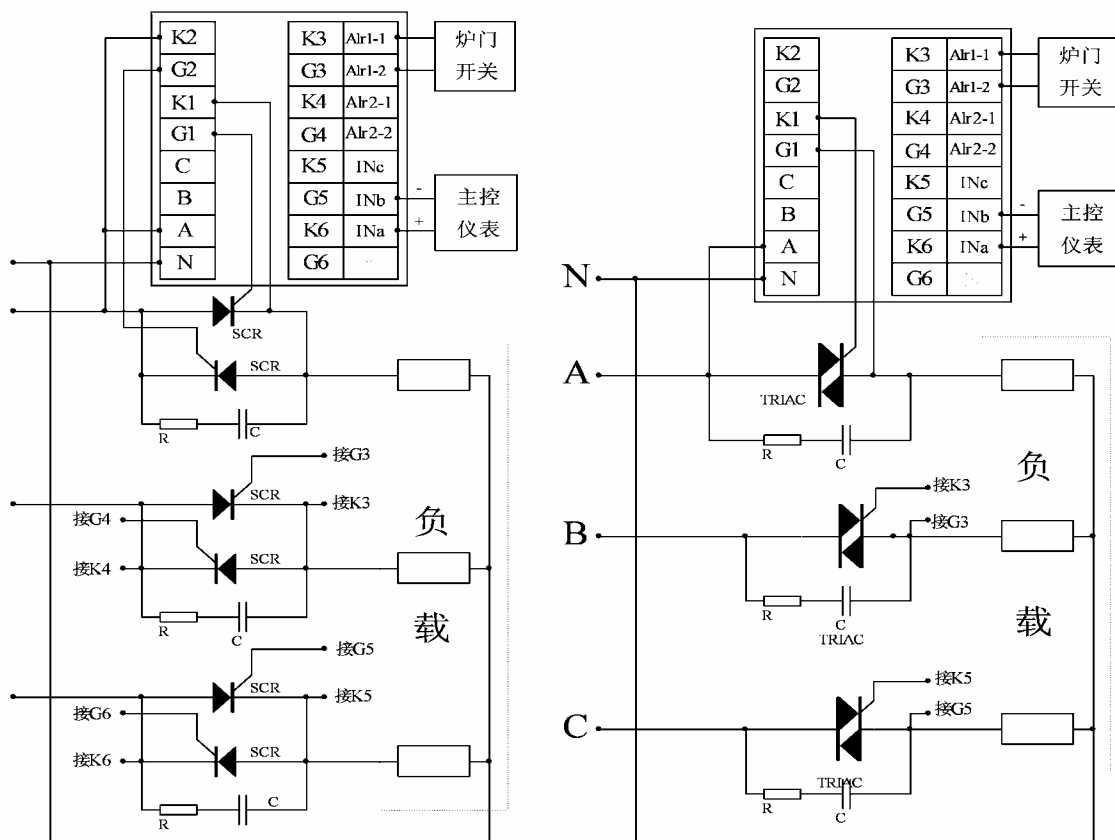 K2
G2
K1
G1
C
B
A
N
K3 Alr1-1
G3 Alr1-2
K4 Alr2-1
G4 Alr2-2
K5 INc
G5 INb
K6 INa
G6
炉门
开关
-
+
主控
仪表
SCR
SCR
R
C
接G3
SCR
接K3
接G4
SCR
接K4
R
C
接G5
SCR
接K5
接G6
SCR
接K6
R
C
负
载
K2
G2
K1
G1
C
B
A
N
K3 Alr1-1
G3 Alr1-2
K4 Alr2-1
G4 Alr2-2
K5 INc
G5 INb
K6 INa
G6
炉门
开关
-
+
主控
仪表
N
A
TRIAC
R
C
接K3
接G3
B
R
C
TRIAC
接K5
接G5
C
TRIAC
R
C
负
载